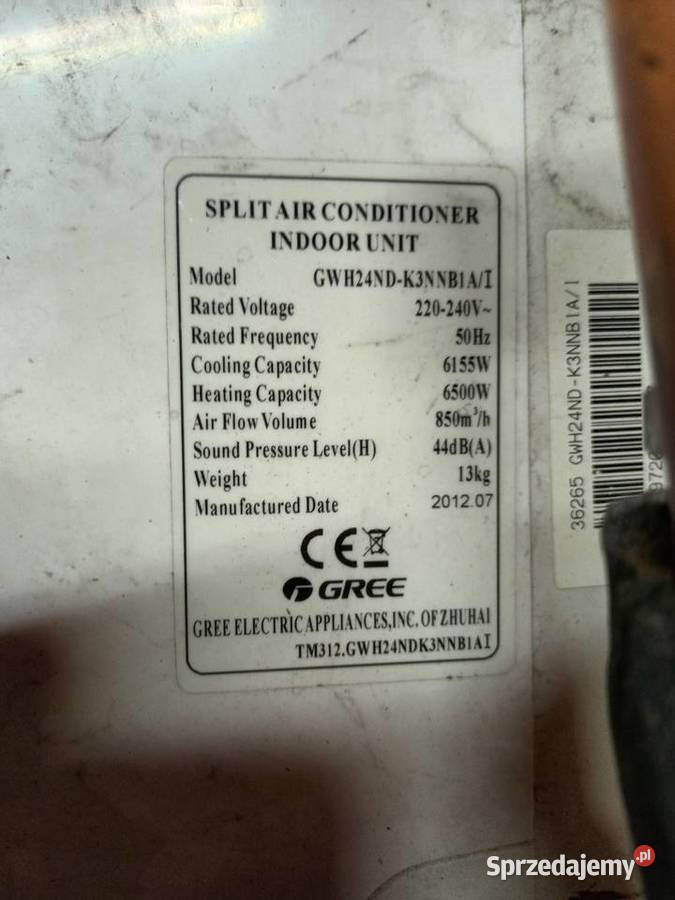 SPLIT AIR CONDITIONER
INDOOR UNIT
Model GWH24ND-K3NNB1A/I
Rated Voltage 220-240V~
Rated Frequency 50Hz
Cooling Capacity 6155W
Heating Capacity 6500W
Air Flow Volume 850m³/h
Sound Pressure Level(H) 44dB(A)
Weight 13kg
Manufactured Date 2012.07
CE
GREE
GREE ELECTRIC APPLIANCES,INC. OF ZHUHAI
TM312.GWH24NDK3NNB1AI
36265 GWH24ND-K3NNB1A/I
Sprzedajemy.pl